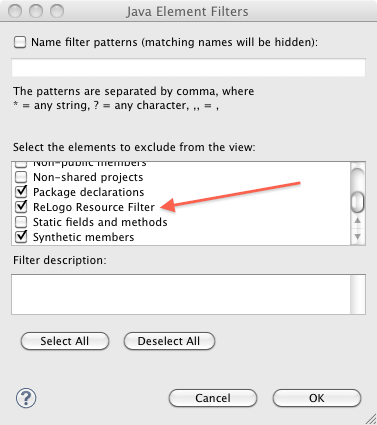 Java Element Filters
Name filter patterns (matching names will be hidden):
The patterns are separated by comma, where
* = any string, ? = any character, ,, = ,
Select the elements to exclude from the view:
Non-public members
Non-shared projects
Package declarations
ReLogo Resource Filter
Static fields and methods
Synthetic members
Filter description:
Select All
Deselect All
?
Cancel
OK